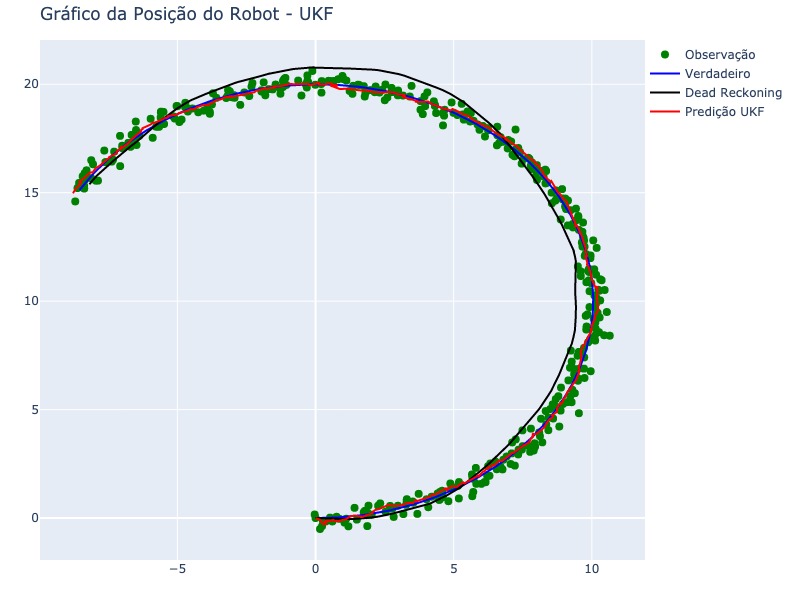 Gráfico da Posição do Robot - UKF
Observação
Verdadeiro
Dead Reckoning
Predição UKF
20
15
10
5
0
−5
0
5
10